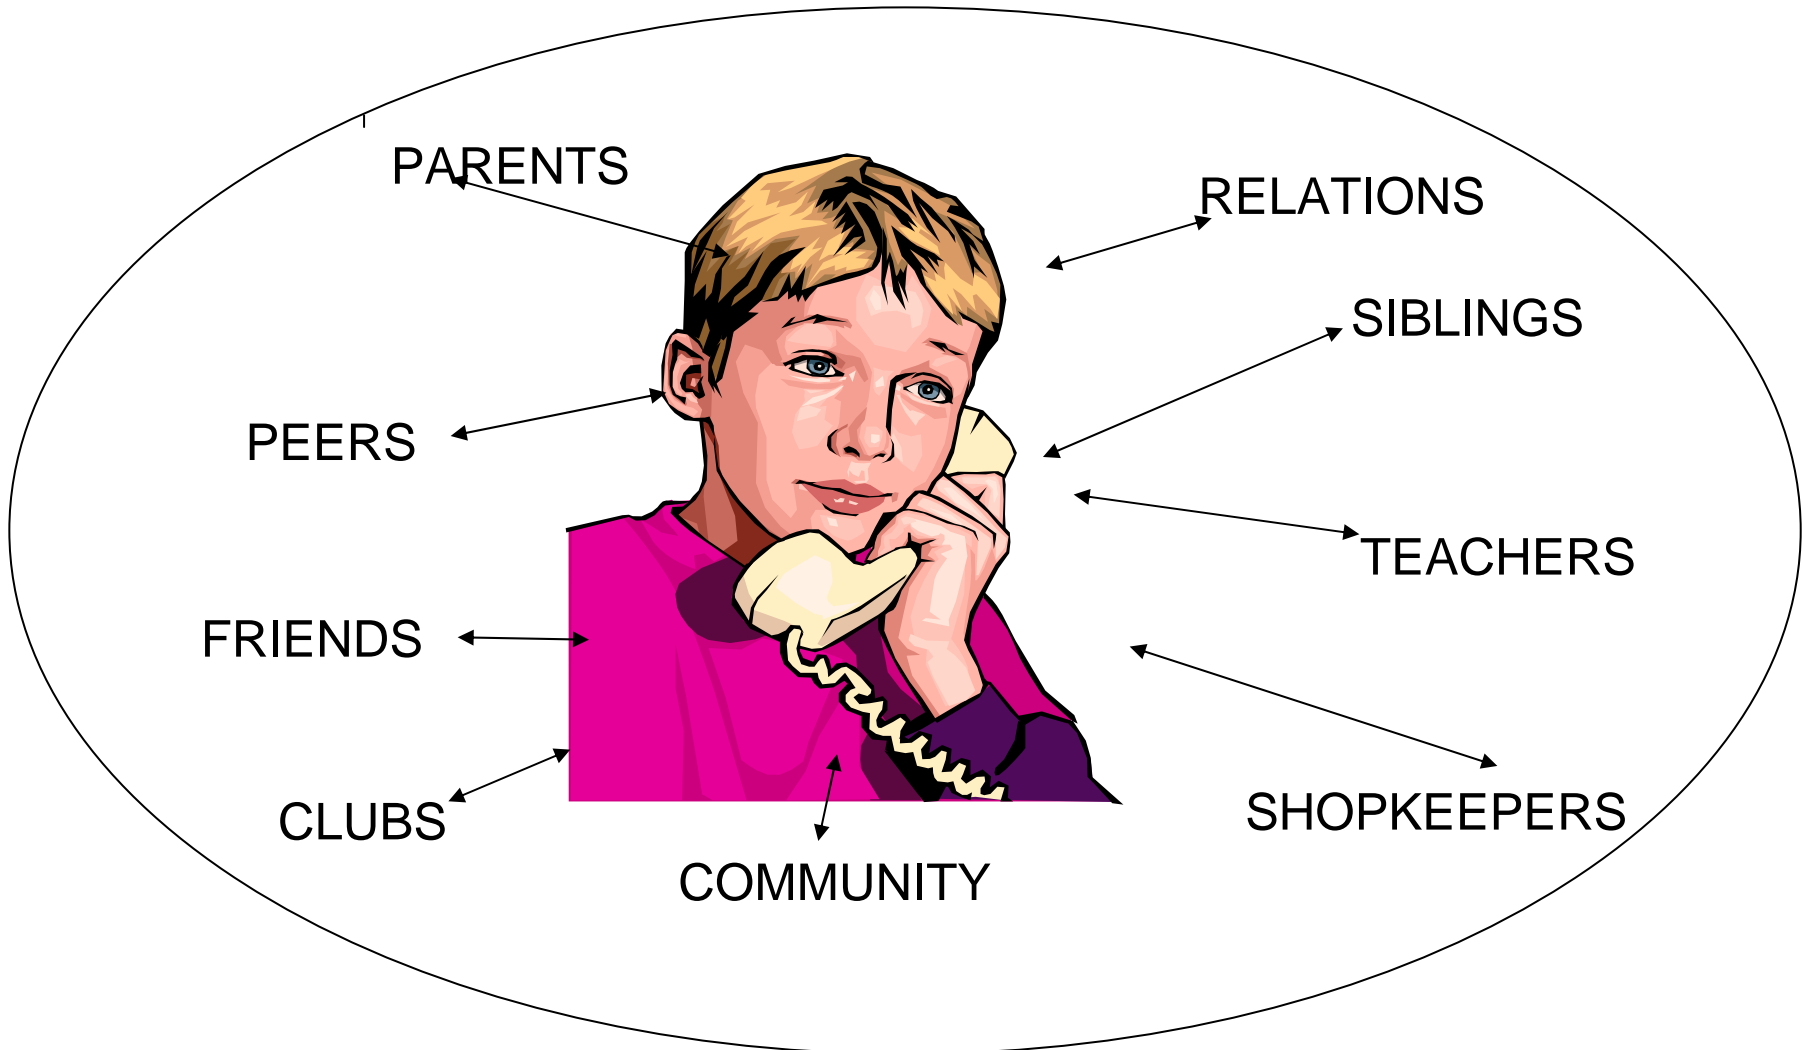 PARENTS
RELATIONS
SIBLINGS
PEERS
TEACHERS
FRIENDS
CLUBS
SHOPKEEPERS
COMMUNITY